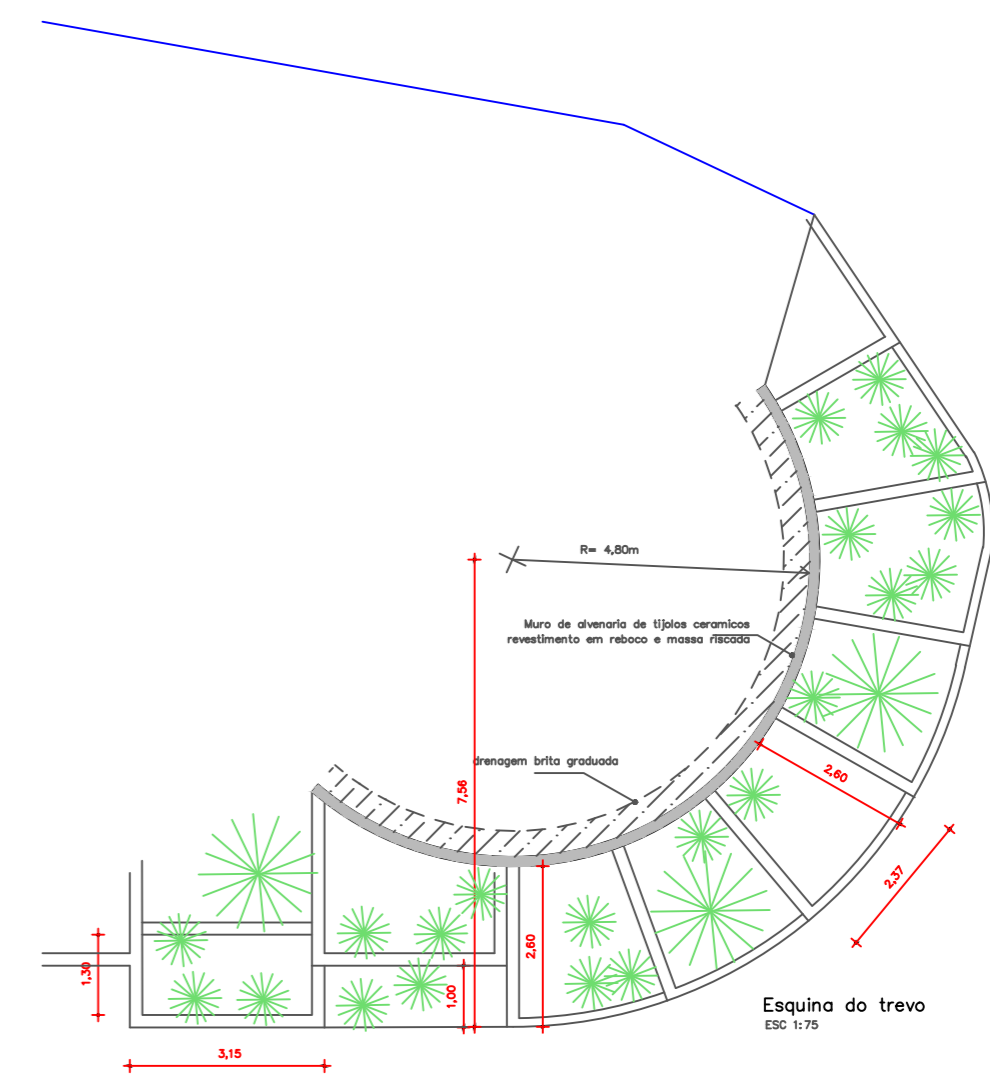 R= 4,80m
Muro de alvenaria de tijolos ceramicos
revestimento em reboco e massa riscada
drenagem brita graduada
7,56
2,60
2,37
2,60
1,30
1,00
3,15
Esquina do trevo
ESC 1:75